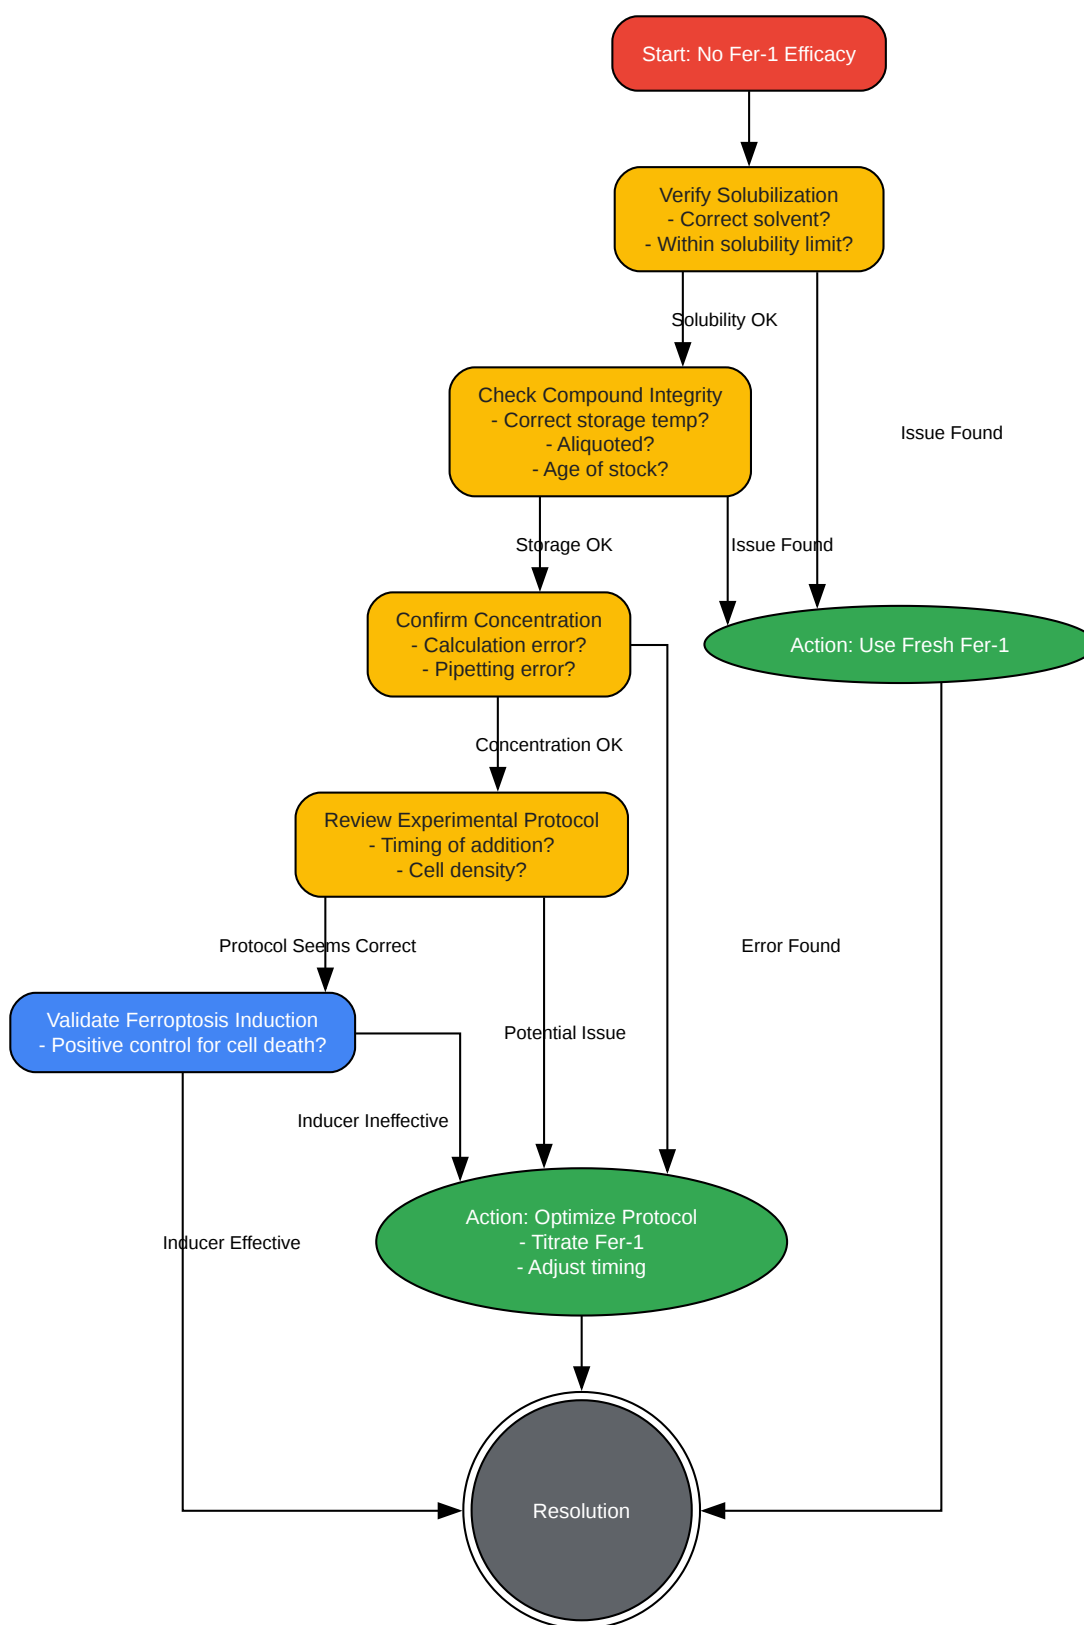 Start: No Fer-1 Efficacy
Verify Solubilization
- Correct solvent?
- Within solubility limit?
Solubility OK
Check Compound Integrity
- Correct storage temp?
- Aliquoted?
- Age of stock?
Issue Found
Storage OK
Issue Found
Confirm Concentration
- Calculation error?
- Pipetting error?
Action: Use Fresh Fer-1
Concentration OK
Review Experimental Protocol
- Timing of addition?
- Cell density?
Protocol Seems Correct
Error Found
Validate Ferroptosis Induction
- Positive control for cell death?
Potential Issue
Inducer Ineffective
Action: Optimize Protocol
- Titrate Fer-1
- Adjust timing
Inducer Effective
Resolution